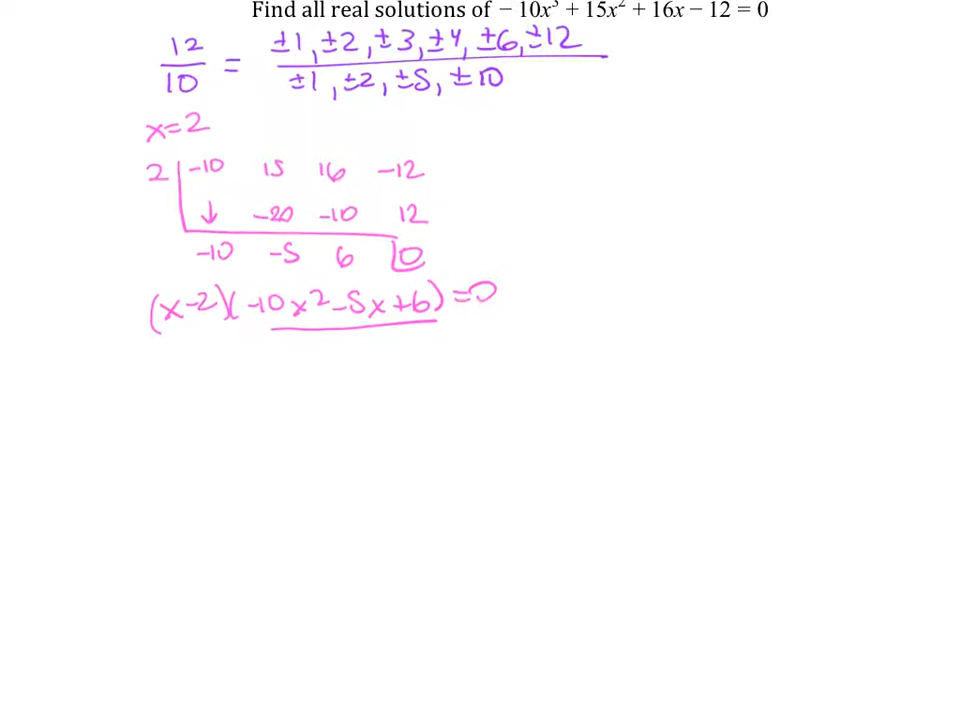 Find all real solutions of − 10x³ + 15x² + 16x − 12 = 0
12/10 = ±1, ±2, ±3, ±4, ±6, ±12 / ±1, ±2, ±5, ±10
x=2
2 | -10 15 16 -12
↓ -20 -10 12
-10 -5 6 0
(x-2)(-10x2-5x+6)=0